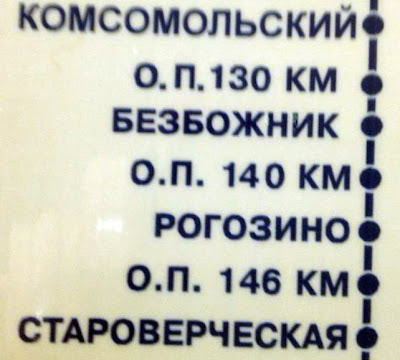 КОМСОМОЛЬСКИЙ
О.П.130 КМ
БЕЗБОЖНИК
О.П. 140 КМ
РОГОЗИНО
О.П. 146 КМ
СТАРОВЕРЧЕСКАЯ